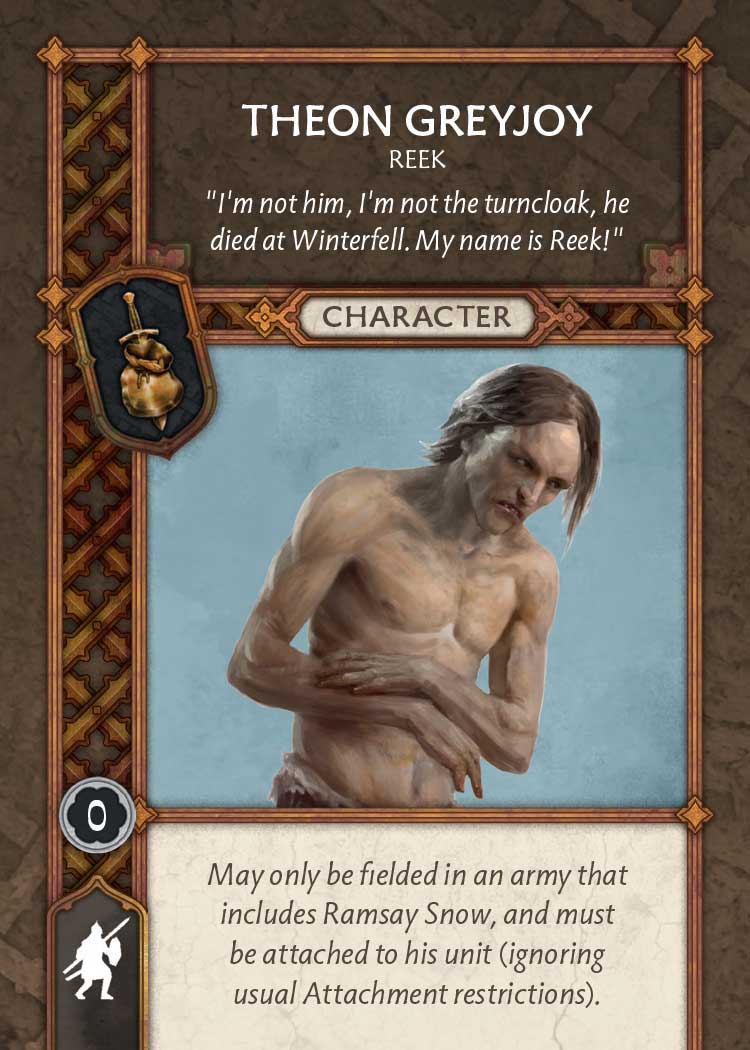 THEON GREYJOY
REEK
"I'm not him, I'm not the turncloak, he
died at Winterfell. My name is Reek!"
CHARACTER
0
May only be fielded in an army that
includes Ramsay Snow, and must
be attached to his unit (ignoring
usual Attachment restrictions).